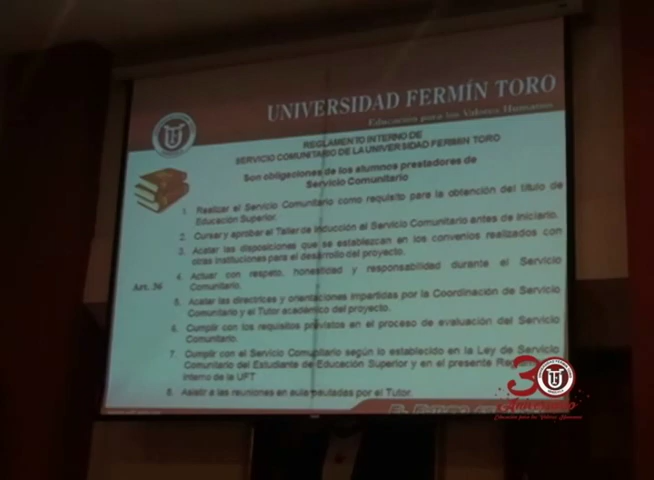 UNIVERSIDAD FERMÍN TORO
Educación para los Valores Humanos
REGLAMENTO INTERNO DE
SERVICIO COMUNITARIO DE LA UNIVERSIDAD FERMIN TORO
Son obligaciones de los alumnos prestadores de
Servicio Comunitario
1. Realizar el Servicio Comunitario como requisito para la obtención del título de
Educación Superior.
2. Cursar y aprobar el Taller de Inducción al Servicio Comunitario antes de iniciarlo.
3. Acatar las disposiciones que se establezcan en los convenios realizados con
otras instituciones para el desarrollo del proyecto.
Art. 36
4. Actuar con respeto, honestidad y responsabilidad durante el Servicio
Comunitario.
5. Acatar las directrices y orientaciones impartidas por la Coordinación de Servicio
Comunitario y el Tutor académico del proyecto.
6. Cumplir con los requisitos previstos en el proceso de evaluación del Servicio
Comunitario.
7. Cumplir con el Servicio Comunitario según lo establecido en la Ley de Servicio
Comunitario del Estudiante de Educación Superior y en el presente
Interno de la UFT
8. Asistir a las reuniones en aula pautadas por el Tutor.
30
Aniversario
Educación para los Valores Humanos